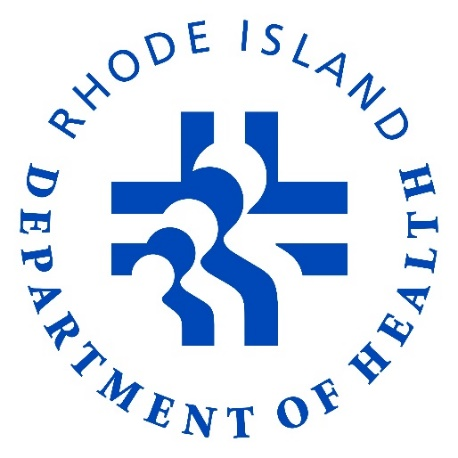 RHODE ISLAND
DEPARTMENT OF HEALTH